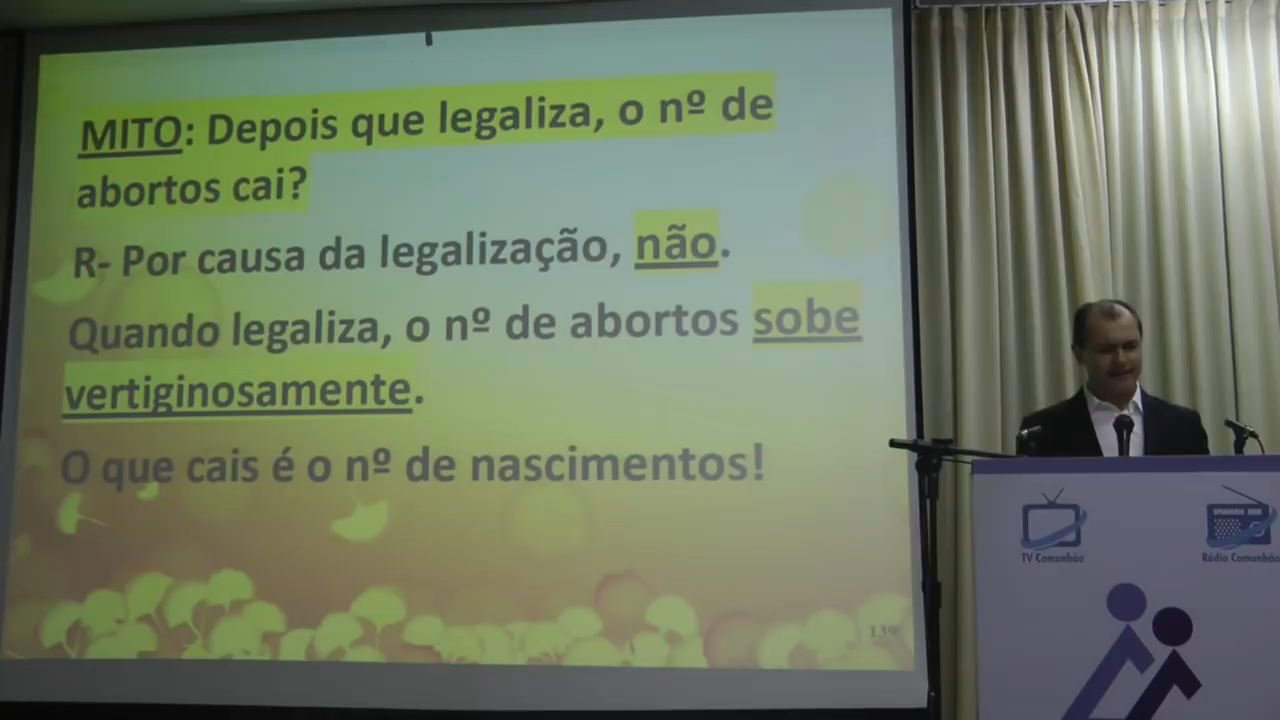 MITO: Depois que legaliza, o nº de
abortos cai?
R- Por causa da legalização, não.
Quando legaliza, o nº de abortos sobe
vertiginosamente.
O que cais é o nº de nascimentos!
139
TV Comunhão
Rádio Comunhão